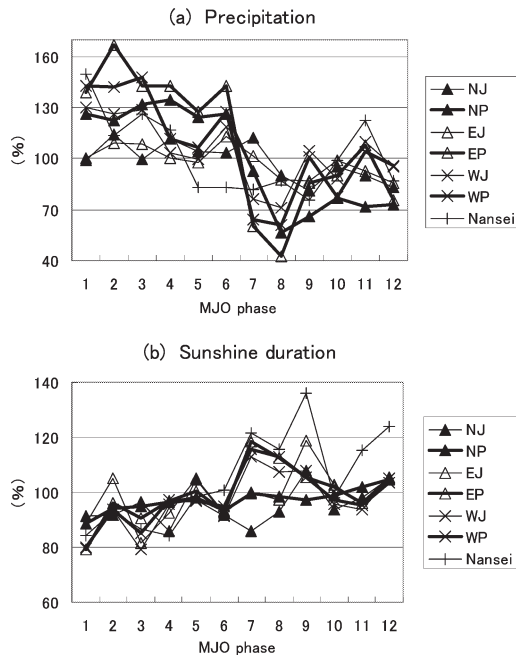 (a) Precipitation
160
130
100
70
40
(%)
1 2 3 4 5 6 7 8 9 10 11 12
MJO phase
NJ
NP
EJ
EP
WJ
WP
Nansei
(b) Sunshine duration
140
120
100
80
60
(%)
1 2 3 4 5 6 7 8 9 10 11 12
MJO phase
NJ
NP
EJ
EP
WJ
WP
Nansei